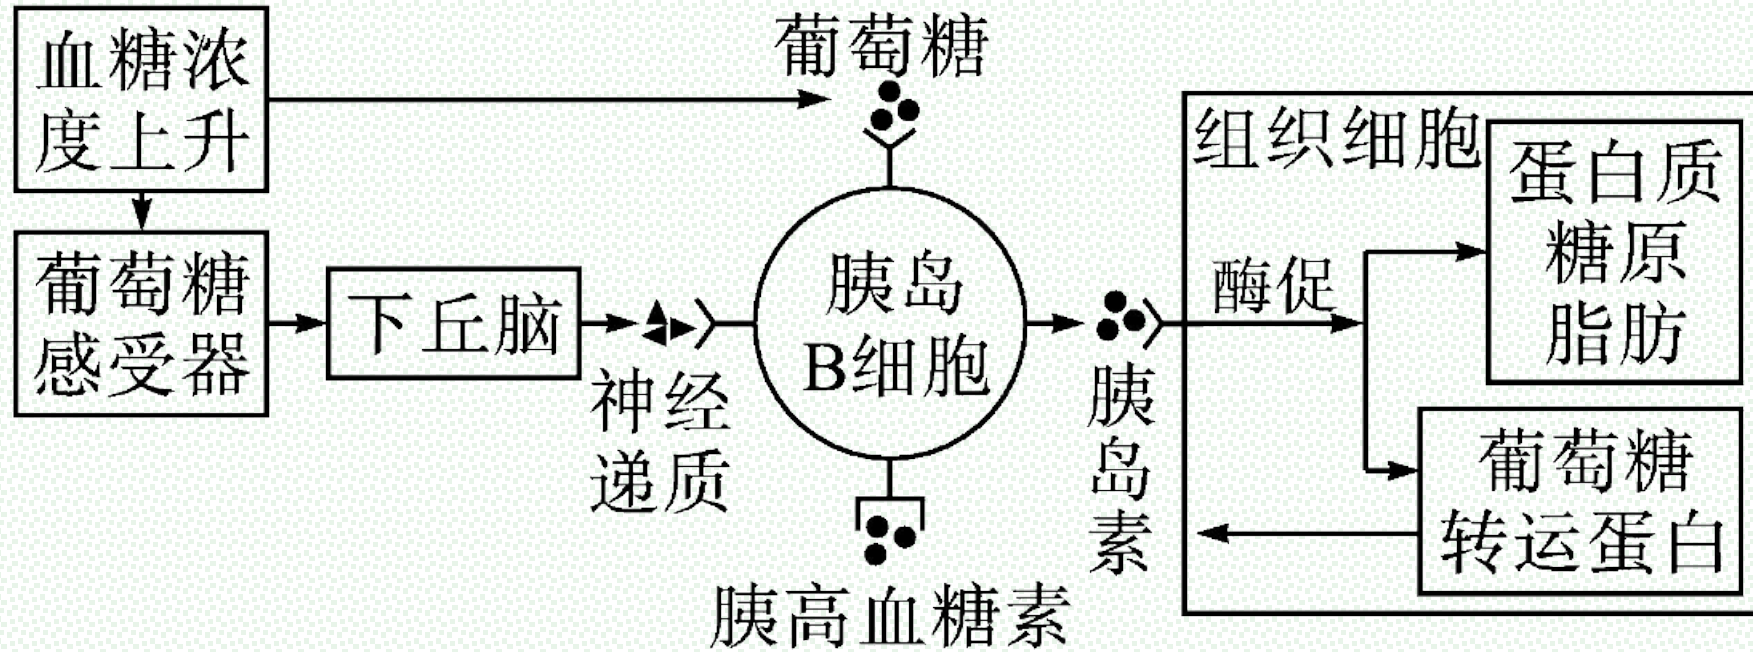 血糖浓
度上升
葡萄糖
感受器
下丘脑
神经
递质
葡萄糖
胰岛
B细胞
胰高血糖素
胰
岛
素
组织细胞
酶促
蛋白质
糖原
脂肪
葡萄糖
转运蛋白